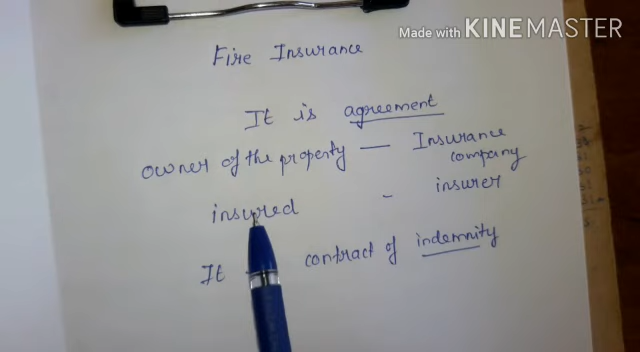 Made with KINEMASTER
Fire Insurance
It is agreement
owner of the property — Insurance company
insured - insurer
It contract of indemnity